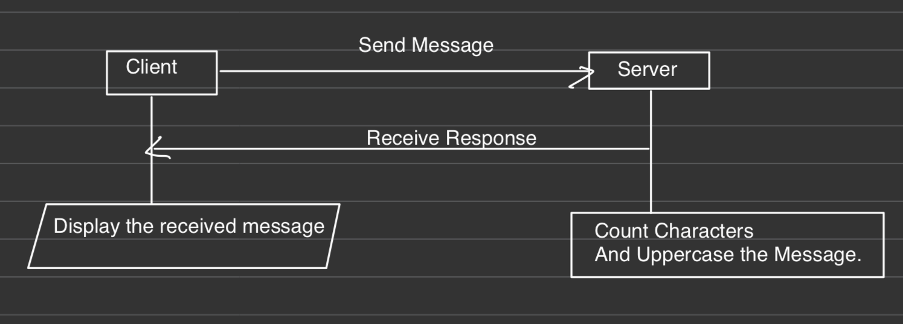 Send Message
Client
Server
Receive Response
Display the received message
Count Characters
And Uppercase the Message.